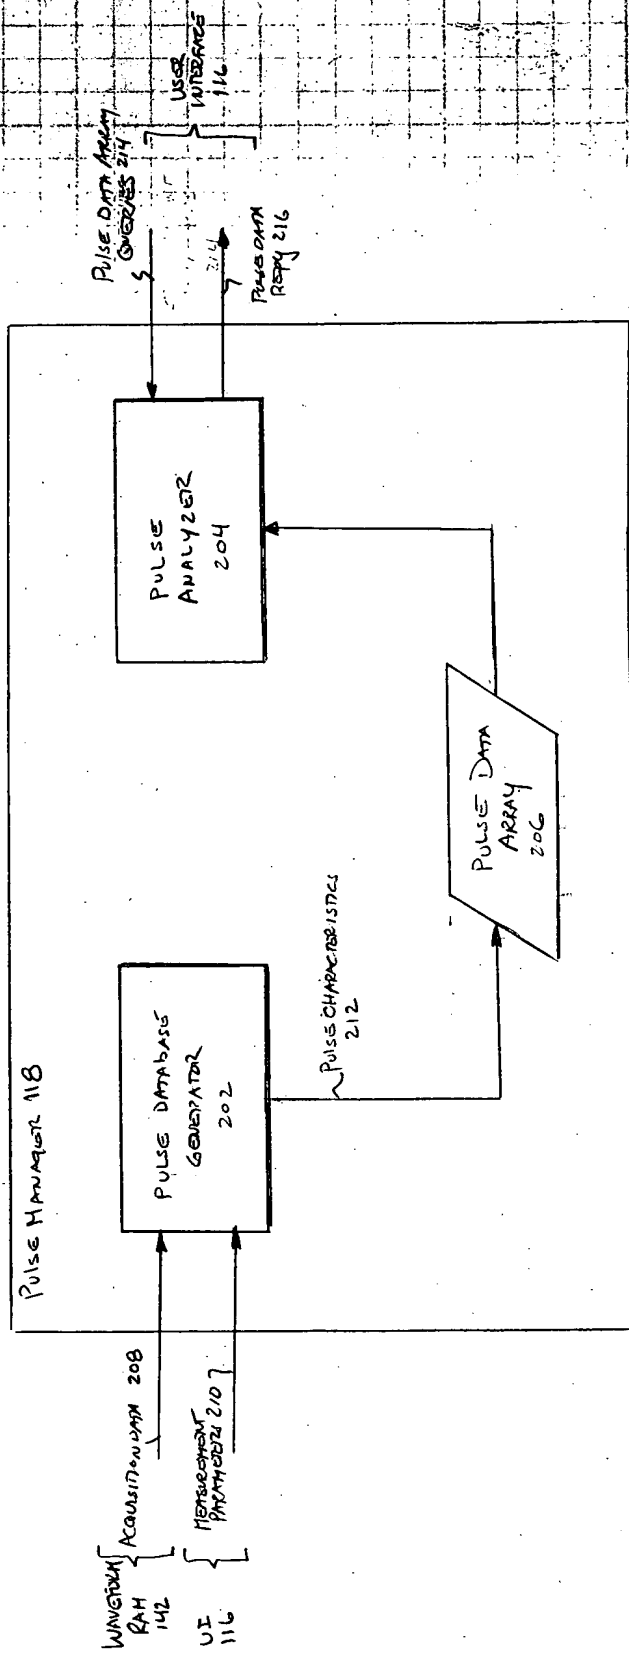 PULSE MANAGER 118
WAVEFORM
RAM
142
ACQUISITION DATA 208
UI
116
MEASUREMENT
PARAMETERS 210
PULSE DATABASE
GENERATOR
202
PULSE CHARACTERISTICS
212
PULSE DATA
ARRAY
206
PULSE
ANALYZER
204
PULSE DATA ARRAY
QUERIES 214
214
PULSE DATA
REPY 216
USER
INTERFACE
116